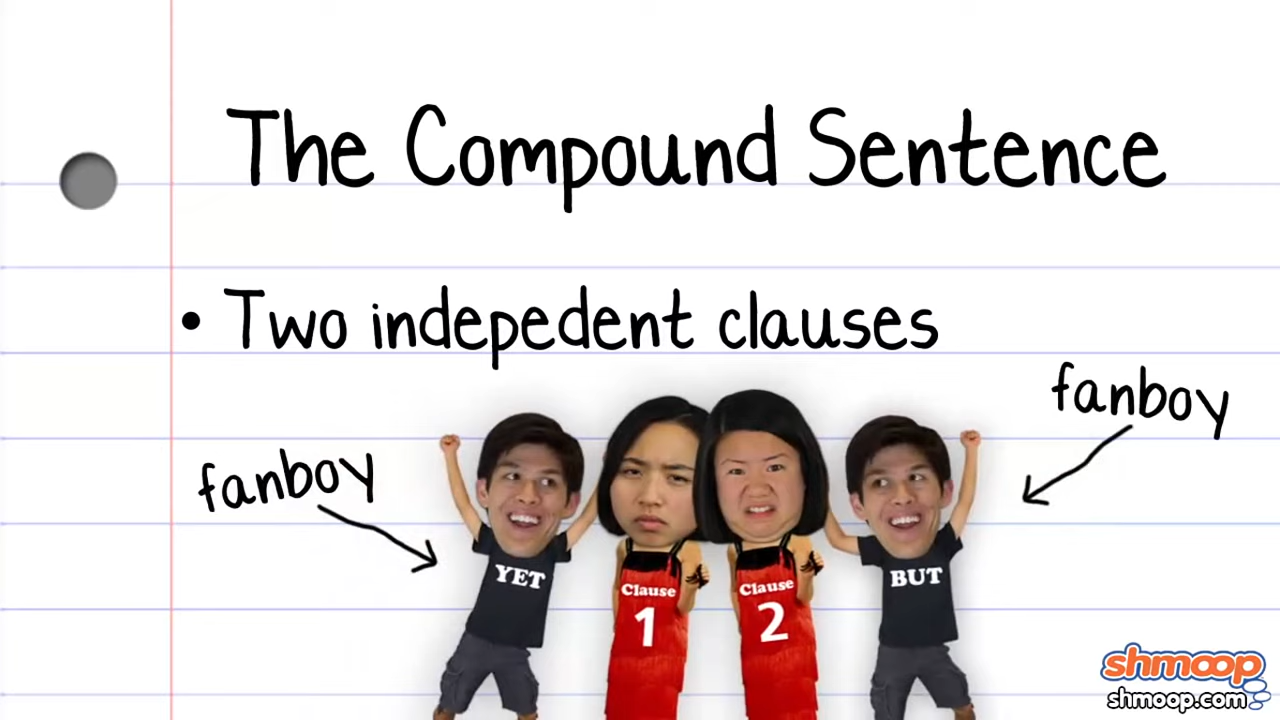 The Compound Sentence
• Two indepedent clauses
fanboy
fanboy
YET
Clause
1
Clause
2
BUT
shmoop
shmoop.com